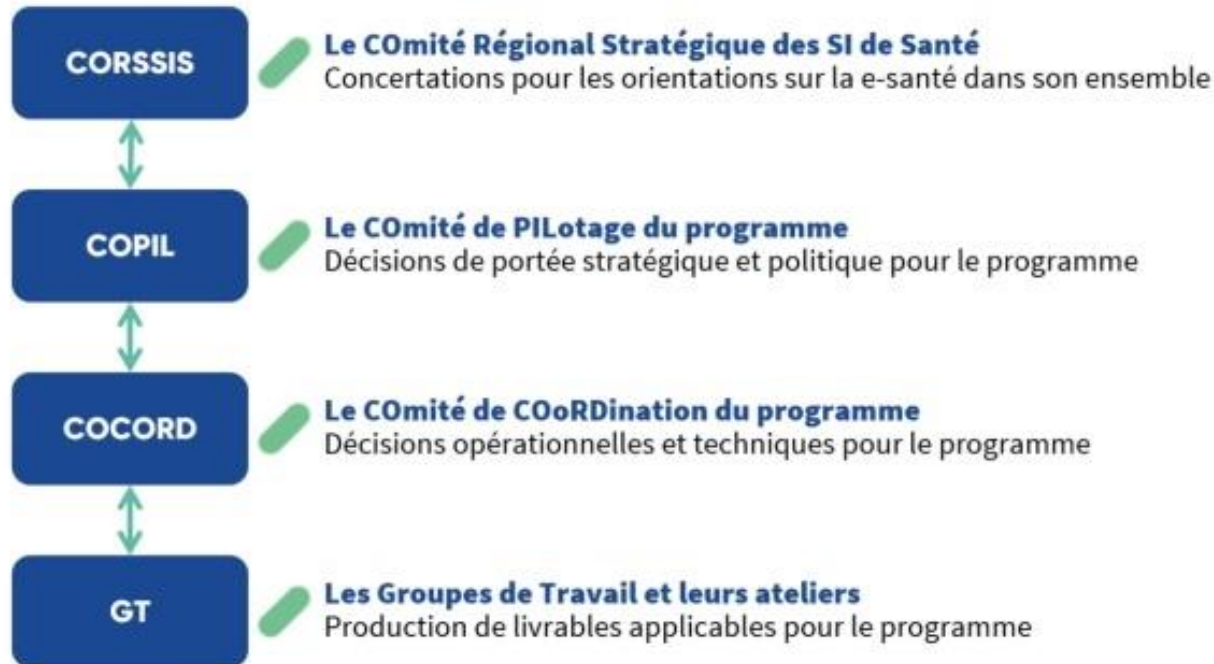 CORSSIS
Le COmité Régional Stratégique des SI de Santé
Concertations pour les orientations sur la e-santé dans son ensemble
COPIL
Le COmité de PILotage du programme
Décisions de portée stratégique et politique pour le programme
COCORD
Le COmité de COoRDination du programme
Décisions opérationnelles et techniques pour le programme
GT
Les Groupes de Travail et leurs ateliers
Production de livrables applicables pour le programme